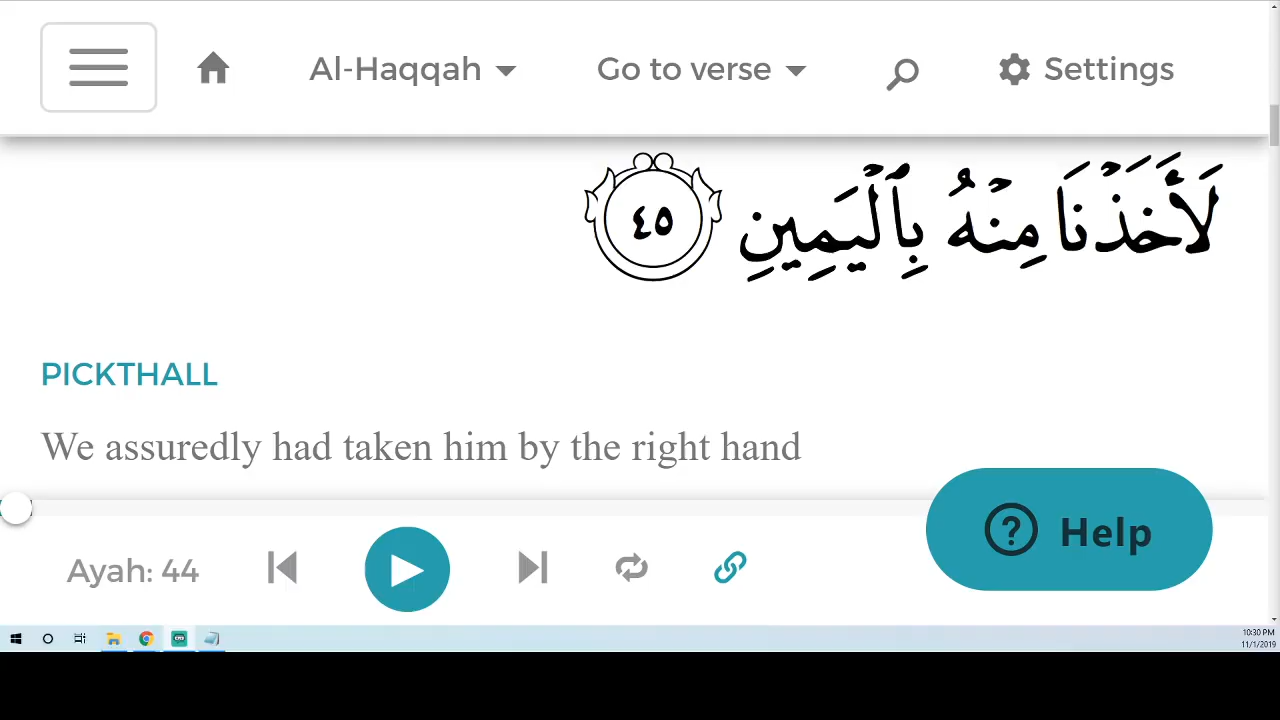 Al-Haqqah Go to verse Settings
لَأَخَذْنَا مِنْهُ بِٱلْيَمِينِ ٤٥
PICKTHALL
We assuredly had taken him by the right hand
Ayah: 44
? Help
10:30 PM
11/1/2019